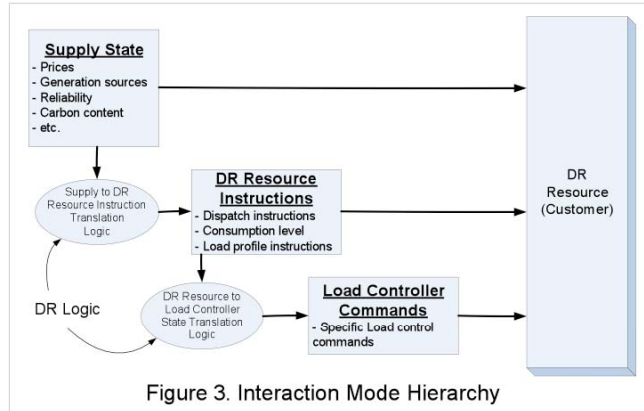 Supply State
- Prices
- Generation sources
- Reliability
- Carbon content
- etc.
Supply to DR
Resource Instruction
Translation
Logic
DR Resource
Instructions
- Dispatch instructions
- Consumption level
- Load profile instructions
DR
Resource
(Customer)
DR Logic
DR Resource to
Load Controller
State Translation
Logic
Load Controller
Commands
- Specific Load control
commands
Figure 3. Interaction Mode Hierarchy